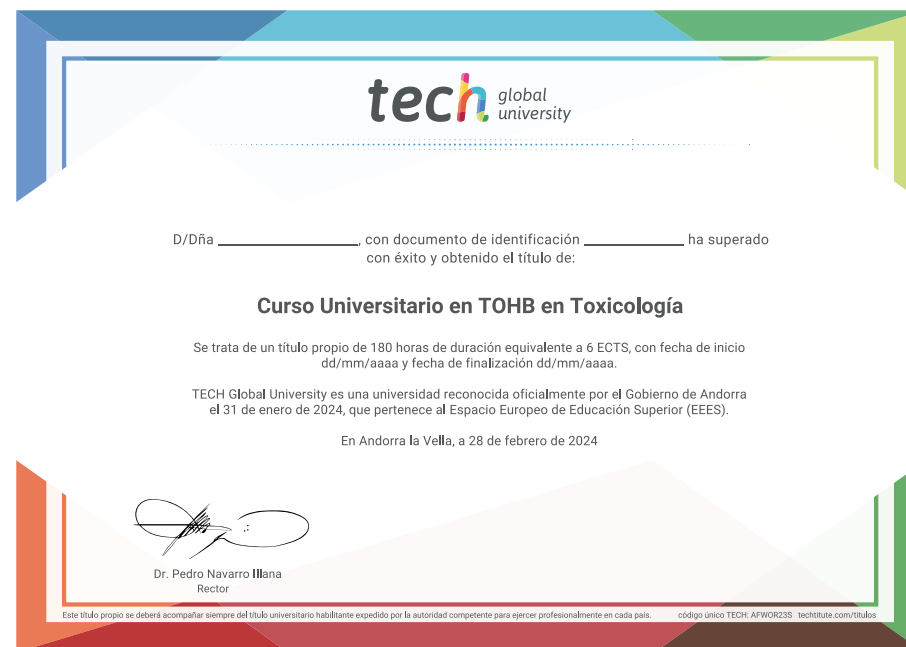 tech global university
D/Dña ____________________, con documento de identificación ______________ ha superado
con éxito y obtenido el título de:
Curso Universitario en TOHB en Toxicología
Se trata de un título propio de 180 horas de duración equivalente a 6 ECTS, con fecha de inicio
dd/mm/aaaa y fecha de finalización dd/mm/aaaa.
TECH Global University es una universidad reconocida oficialmente por el Gobierno de Andorra
el 31 de enero de 2024, que pertenece al Espacio Europeo de Educación Superior (EEES).
En Andorra la Vella, a 28 de febrero de 2024
Dr. Pedro Navarro Illana
Rector
Este título propio se deberá acompañar siempre del título universitario habilitante expedido por la autoridad competente para ejercer profesionalmente en cada país. código único TECH: AFWOR23S techtitute.com/titulos